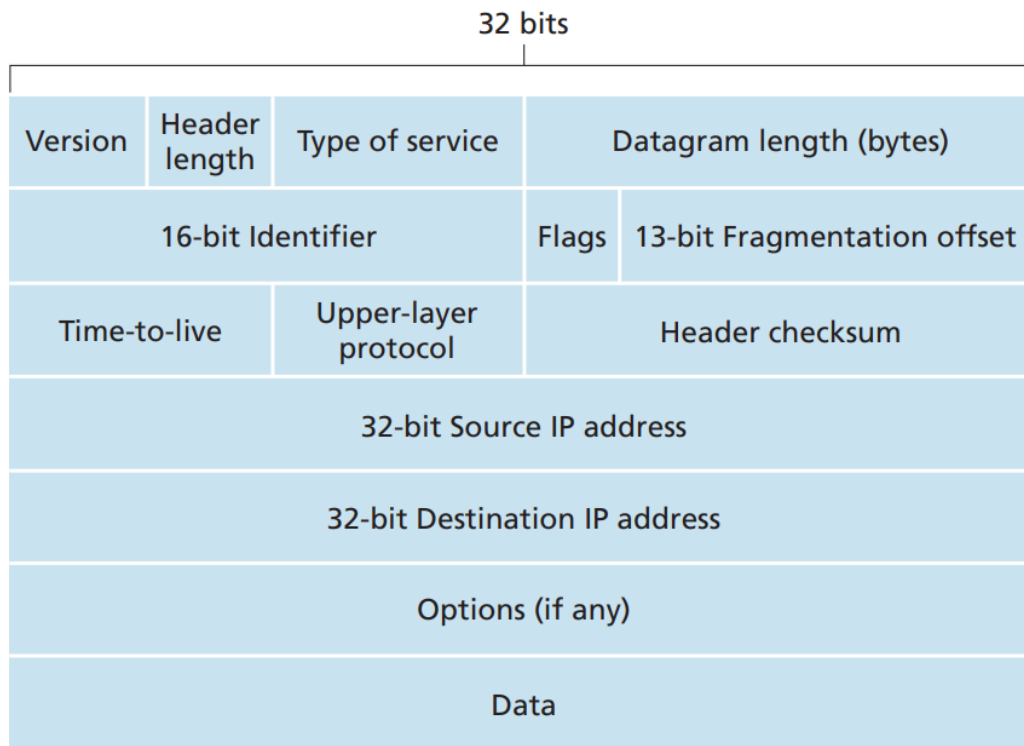 32 bits
Version
Header
length
Type of service
Datagram length (bytes)
16-bit Identifier
Flags
13-bit Fragmentation offset
Time-to-live
Upper-layer
protocol
Header checksum
32-bit Source IP address
32-bit Destination IP address
Options (if any)
Data